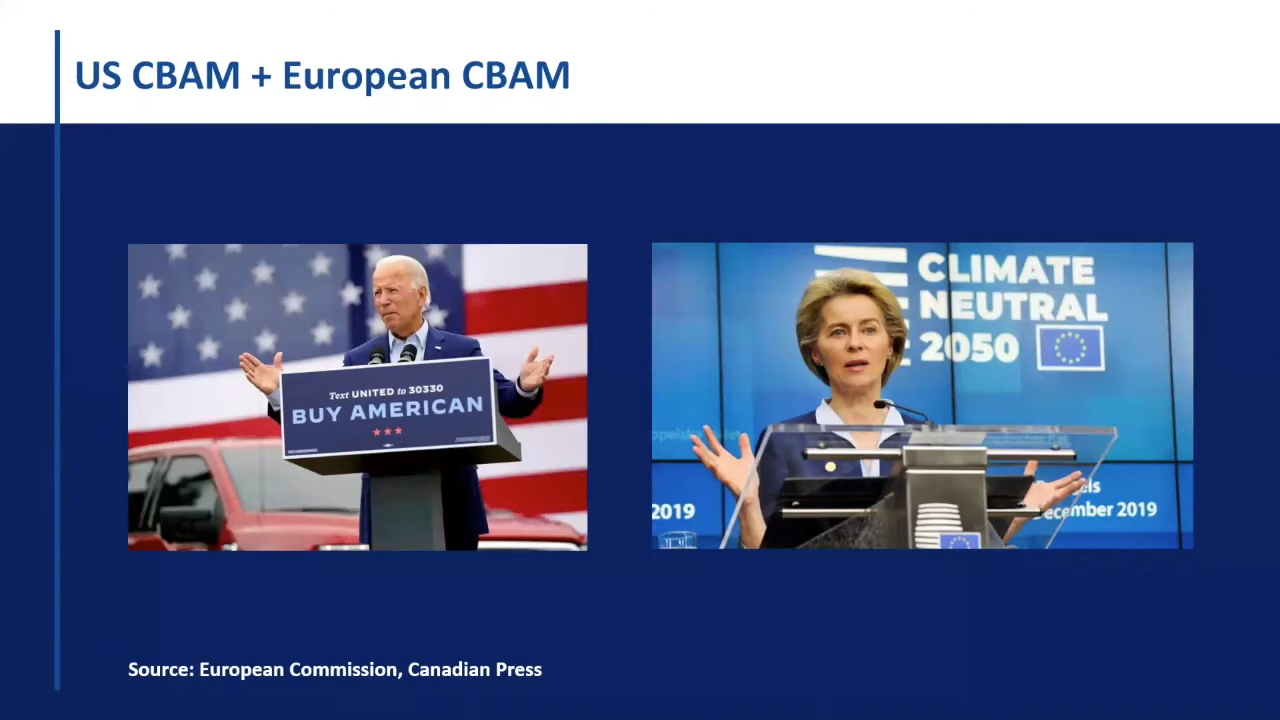 US CBAM + European CBAM
Text UNITED to 30330
BUY AMERICAN
CLIMATE
NEUTRAL
2050
2019
December 2019
Source: European Commission, Canadian Press